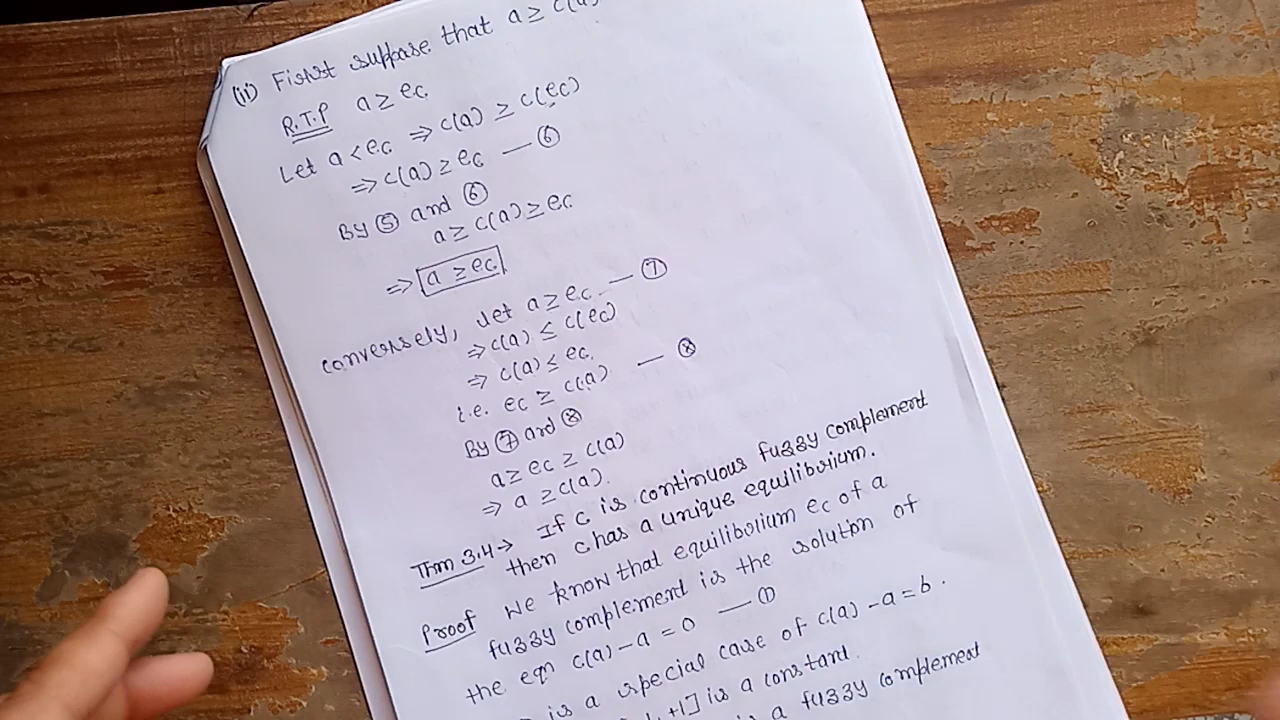 (ii) First suppose that a ≥ c(a)
R.T.P a ≥ ec
Let a < ec ⇒ c(a) ≥ c(ec)
⇒ c(a) ≥ ec — ⑥
By ⑤ and ⑥
a ≥ c(a) ≥ ec
⇒ a ≥ ec
conversely, let a ≥ ec — ⑦
⇒ c(a) ≤ c(ec)
⇒ c(a) ≤ ec.
i.e. ec ≥ c(a) — ⑧
By ⑦ and ⑧
a ≥ ec ≥ c(a)
⇒ a ≥ c(a).
Thm 3.4 → If c is continuous fuzzy complement
then c has a unique equilibrium.
Proof we know that equilibrium ec of a
fuzzy complement is the solution of
the eqn c(a) - a = 0 — ①
is a special case of c(a) - a = b.
, +1] is a constant.
a fuzzy complement